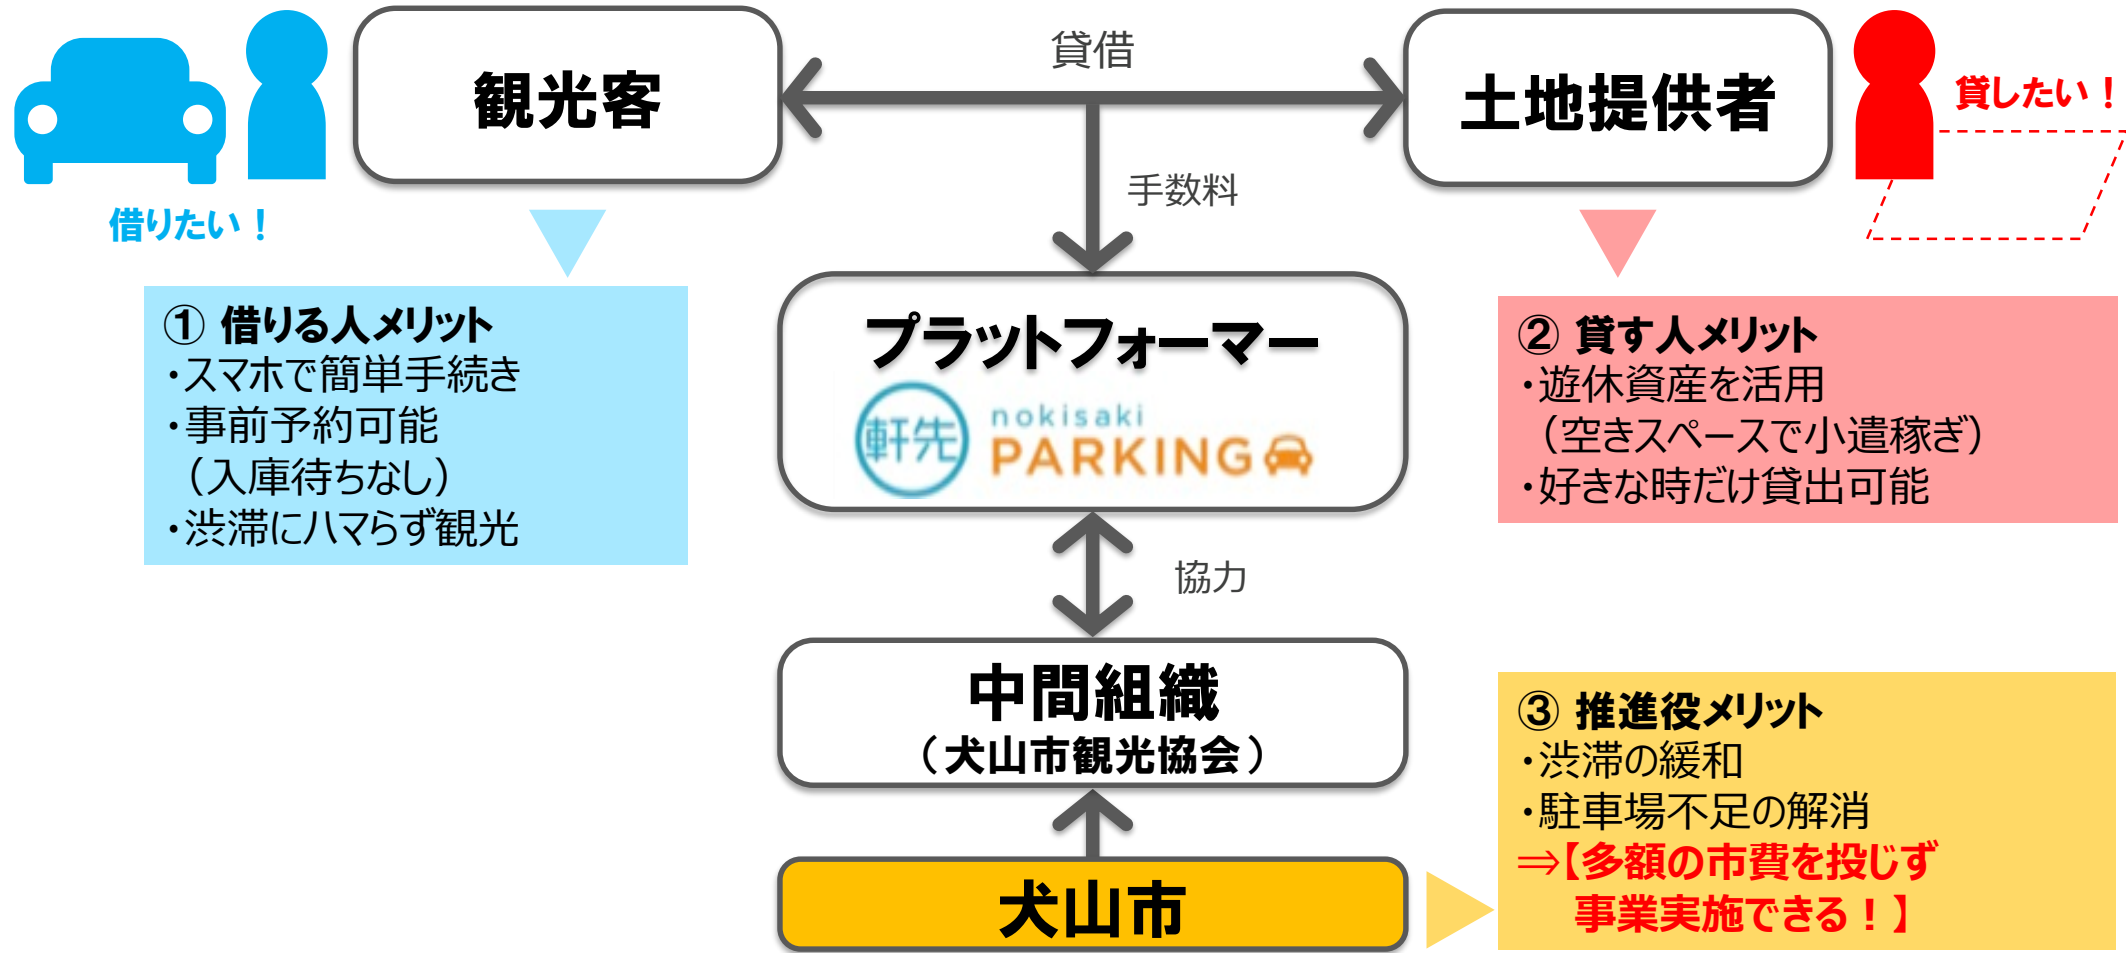 観光客
貸借
土地提供者
貸したい！
借りたい！
手数料
① 借りる人メリット
・スマホで簡単手続き
・事前予約可能
（入庫待ちなし）
・渋滞にハマらず観光
プラットフォーマー
軒先
nokisaki
PARKING
② 貸す人メリット
・遊休資産を活用
（空きスペースで小遣稼ぎ）
・好きな時だけ貸出可能
協力
中間組織
（犬山市観光協会）
犬山市
③ 推進役メリット
・渋滞の緩和
・駐車場不足の解消
⇒【多額の市費を投じず
事業実施できる！】